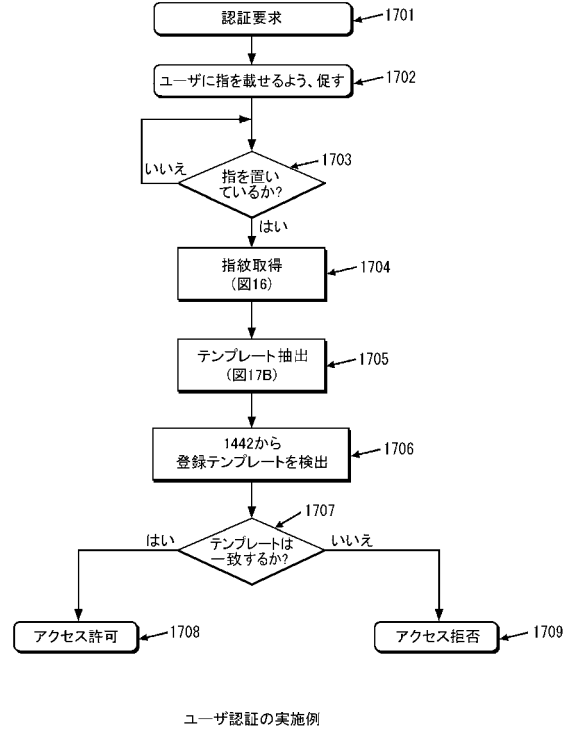 認証要求
1701
ユーザに指を載せるよう、促す
1702
いいえ
1703
指を置い
ているか?
はい
指紋取得
(図16)
1704
テンプレート抽出
(図17B)
1705
1442から
登録テンプレートを検出
1706
1707
はい
テンプレートは
一致するか?
いいえ
アクセス許可
1708
アクセス拒否
1709
ユーザ認証の実施例